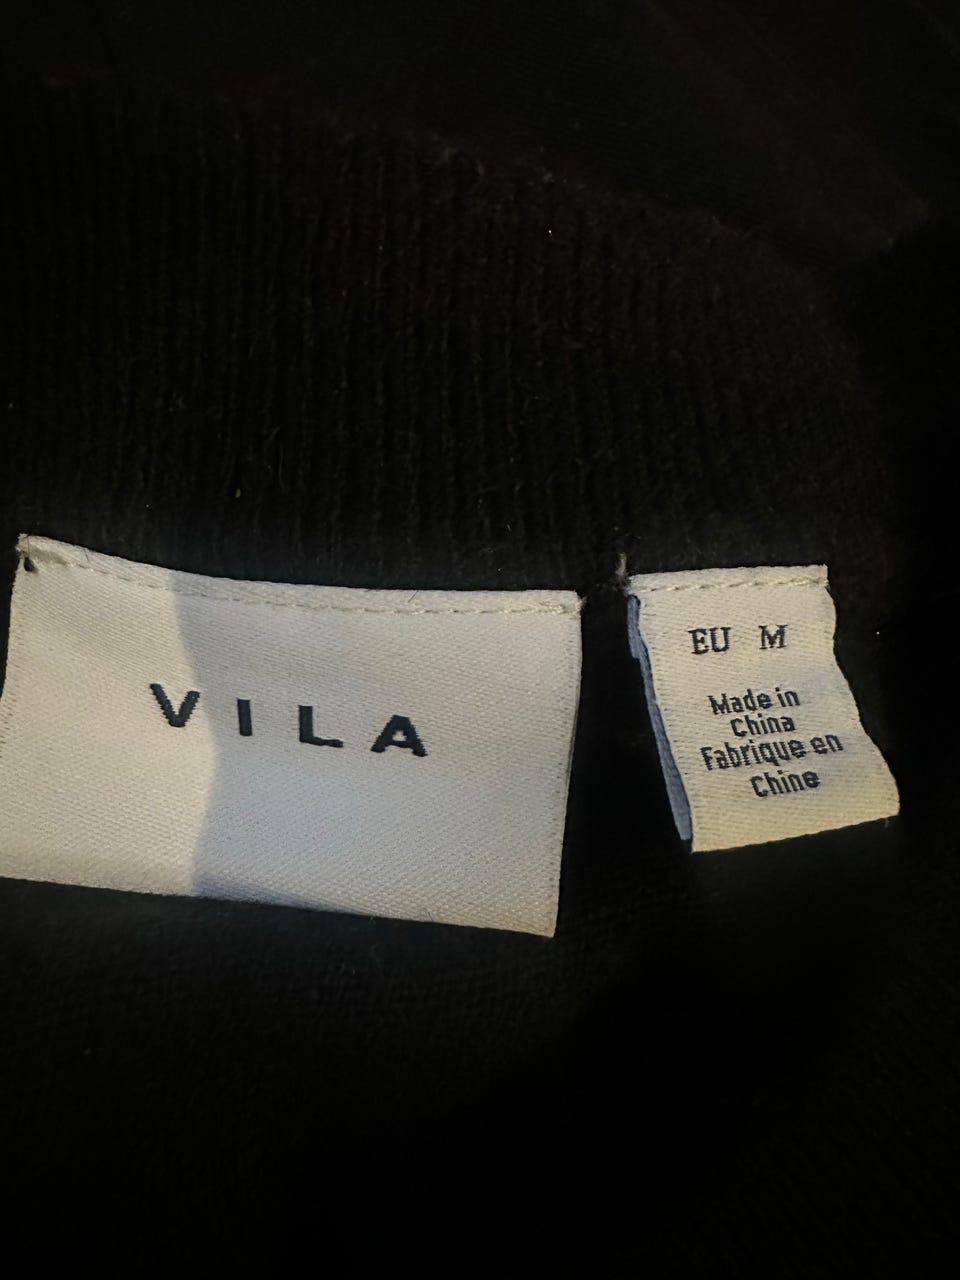 VILA
EU M
Made in
China
Fabrique en
Chine